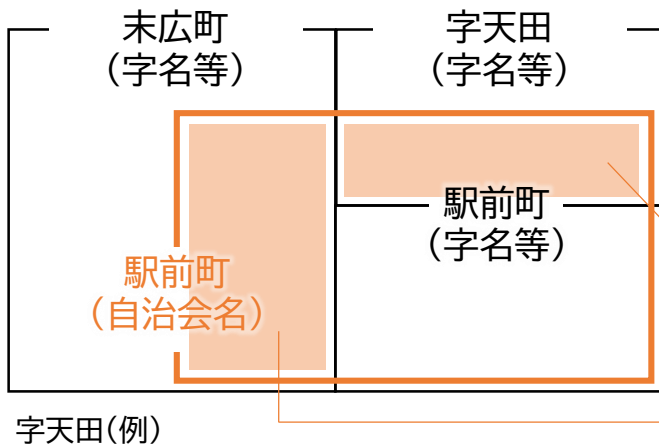 末広町
（字名等）
字天田
（字名等）
駅前町
（字名等）
駅前町
（自治会名）
字天田（例）